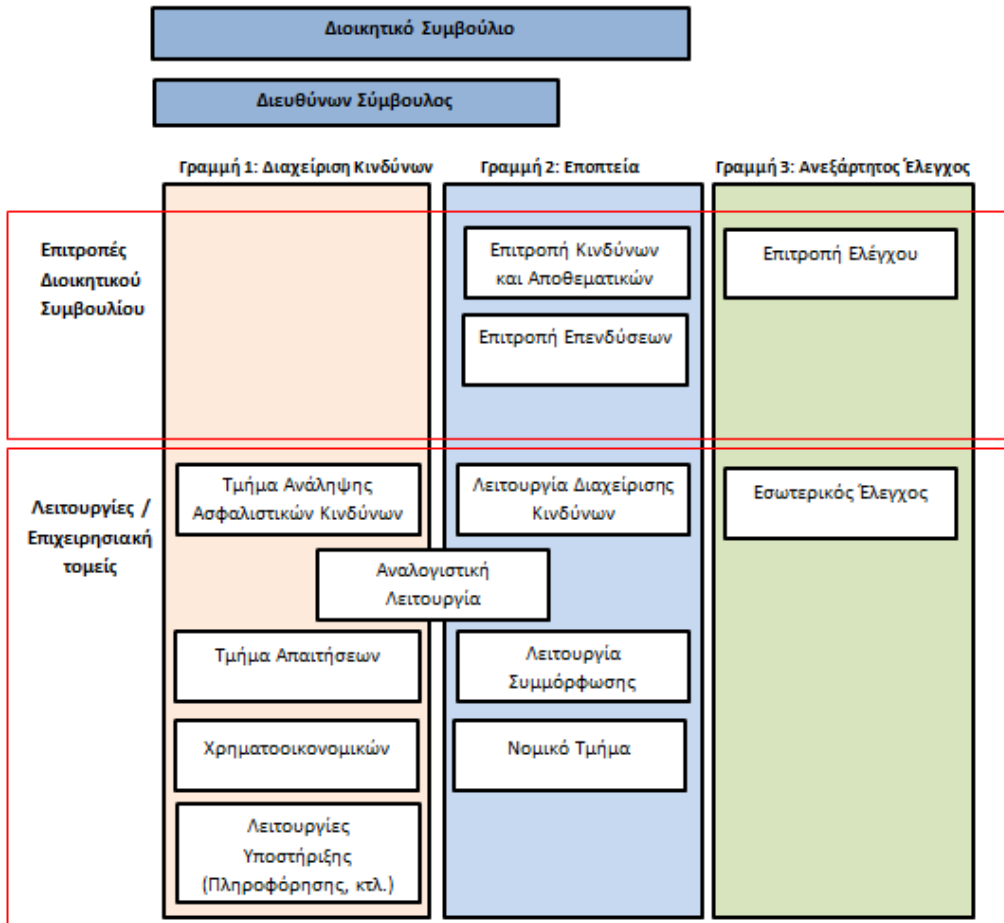 Διοικητικό Συμβούλιο
Διευθύνων Σύμβουλος
Γραμμή 1: Διαχείριση Κινδύνων
Γραμμή 2: Εποπτεία
Γραμμή 3: Ανεξάρτητος Έλεγχος
Επιτροπές
Διοικητικού
Συμβουλίου
Επιτροπή Κινδύνων
και Αποθεματικών
Επιτροπή Επενδύσεων
Επιτροπή Ελέγχου
Λειτουργίες /
Επιχειρησιακή
τομείς
Τμήμα Ανάληψης
Ασφαλιστικών Κινδύνων
Λειτουργία Διαχείρισης
Κινδύνων
Εσωτερικός Έλεγχος
Αναλογιστική
Λειτουργία
Τμήμα Απαιτήσεων
Λειτουργία
Συμμόρφωσης
Χρηματοοικονομικών
Νομικό Τμήμα
Λειτουργίες
Υποστήριξης
(Πληροφόρησης, κτλ.)